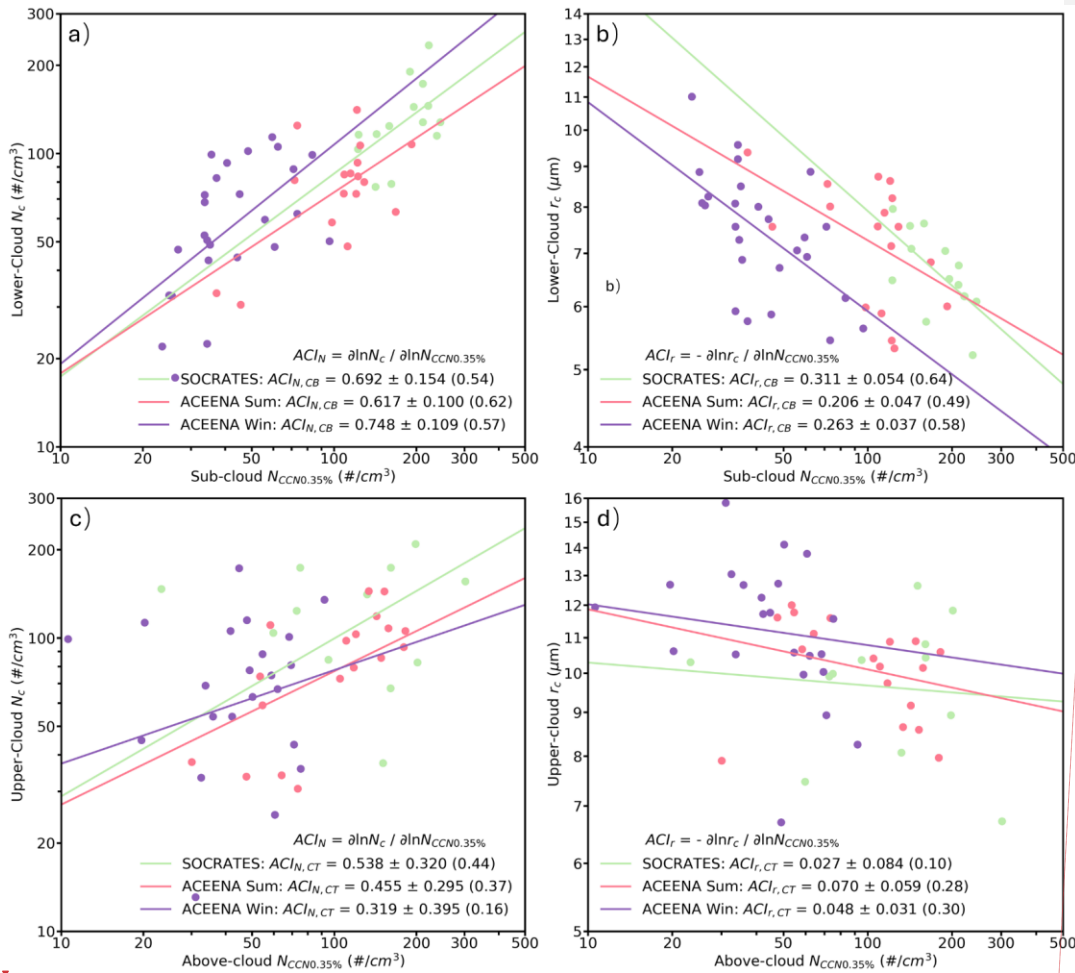 a)
300
200
100
50
20
10
Lower-Cloud N_c (#/cm³)
ACI_N = ∂lnN_c / ∂lnN_CCN0.35%
SOCRATES: ACI_N,CB = 0.692 ± 0.154 (0.54)
ACEENA Sum: ACI_N,CB = 0.617 ± 0.100 (0.62)
ACEENA Win: ACI_N,CB = 0.748 ± 0.109 (0.57)
10 20 50 100 200 300 500
Sub-cloud N_CCN0.35% (#/cm³)
b)
14
13
12
11
10
9
8
7
6
5
4
Lower-Cloud r_c (μm)
b)
ACI_r = - ∂lnr_c / ∂lnN_CCN0.35%
SOCRATES: ACI_r,CB = 0.311 ± 0.054 (0.64)
ACEENA Sum: ACI_r,CB = 0.206 ± 0.047 (0.49)
ACEENA Win: ACI_r,CB = 0.263 ± 0.037 (0.58)
10 20 50 100 200 300 500
Sub-cloud N_CCN0.35% (#/cm³)
c)
300
200
100
50
20
10
Upper-Cloud N_c (#/cm³)
ACI_N = ∂lnN_c / ∂lnN_CCN0.35%
SOCRATES: ACI_N,CT = 0.538 ± 0.320 (0.44)
ACEENA Sum: ACI_N,CT = 0.455 ± 0.295 (0.37)
ACEENA Win: ACI_N,CT = 0.319 ± 0.395 (0.16)
10 20 50 100 200 300 500
Above-cloud N_CCN0.35% (#/cm³)
d)
16
15
14
13
12
11
10
9
8
7
6
5
Upper-Cloud r_c (μm)
ACI_r = - ∂lnr_c / ∂lnN_CCN0.35%
SOCRATES: ACI_r,CT = 0.027 ± 0.084 (0.10)
ACEENA Sum: ACI_r,CT = 0.070 ± 0.059 (0.28)
ACEENA Win: ACI_r,CT = 0.048 ± 0.031 (0.30)
10 20 50 100 200 300 500
Above-cloud N_CCN0.35% (#/cm³)